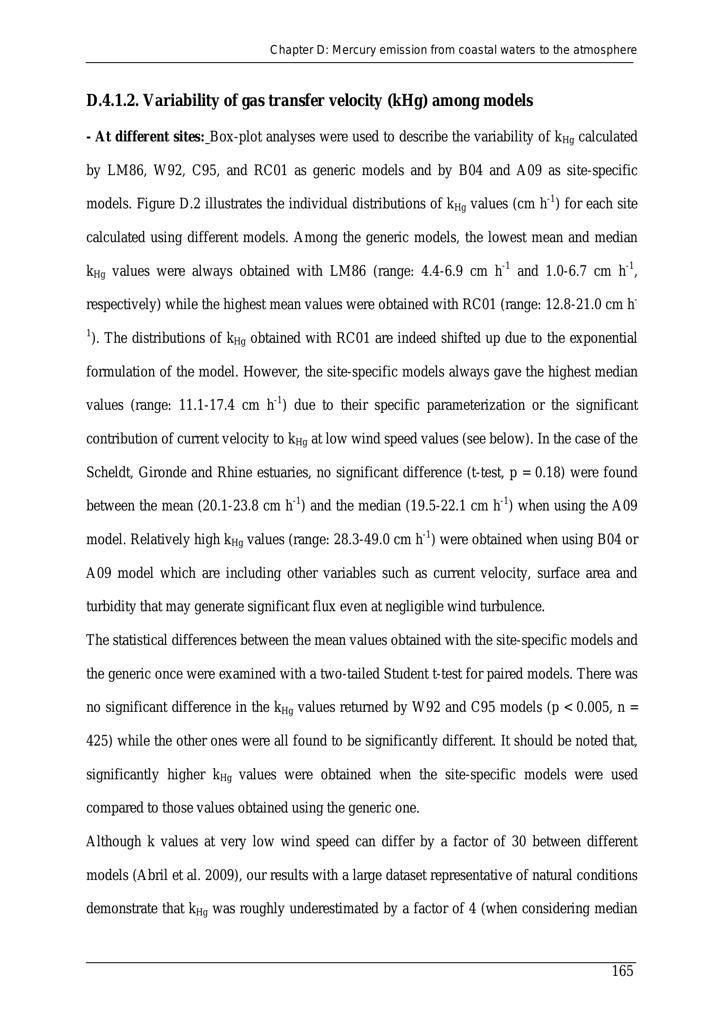 Chapter D: Mercury emission from coastal waters to the atmosphere
D.4.1.2. Variability of gas transfer velocity (kHg) among models
- At different sites: Box-plot analyses were used to describe the variability of kHg calculated
by LM86, W92, C95, and RC01 as generic models and by B04 and A09 as site-specific
models. Figure D.2 illustrates the individual distributions of kHg values (cm h-1) for each site
calculated using different models. Among the generic models, the lowest mean and median
kHg values were always obtained with LM86 (range: 4.4-6.9 cm h-1 and 1.0-6.7 cm h-1,
respectively) while the highest mean values were obtained with RC01 (range: 12.8-21.0 cm h-
1). The distributions of kHg obtained with RC01 are indeed shifted up due to the exponential
formulation of the model. However, the site-specific models always gave the highest median
values (range: 11.1-17.4 cm h-1) due to their specific parameterization or the significant
contribution of current velocity to kHg at low wind speed values (see below). In the case of the
Scheldt, Gironde and Rhine estuaries, no significant difference (t-test, p = 0.18) were found
between the mean (20.1-23.8 cm h-1) and the median (19.5-22.1 cm h-1) when using the A09
model. Relatively high kHg values (range: 28.3-49.0 cm h-1) were obtained when using B04 or
A09 model which are including other variables such as current velocity, surface area and
turbidity that may generate significant flux even at negligible wind turbulence.
The statistical differences between the mean values obtained with the site-specific models and
the generic once were examined with a two-tailed Student t-test for paired models. There was
no significant difference in the kHg values returned by W92 and C95 models (p < 0.005, n =
425) while the other ones were all found to be significantly different. It should be noted that,
significantly higher kHg values were obtained when the site-specific models were used
compared to those values obtained using the generic one.
Although k values at very low wind speed can differ by a factor of 30 between different
models (Abril et al. 2009), our results with a large dataset representative of natural conditions
demonstrate that kHg was roughly underestimated by a factor of 4 (when considering median
165